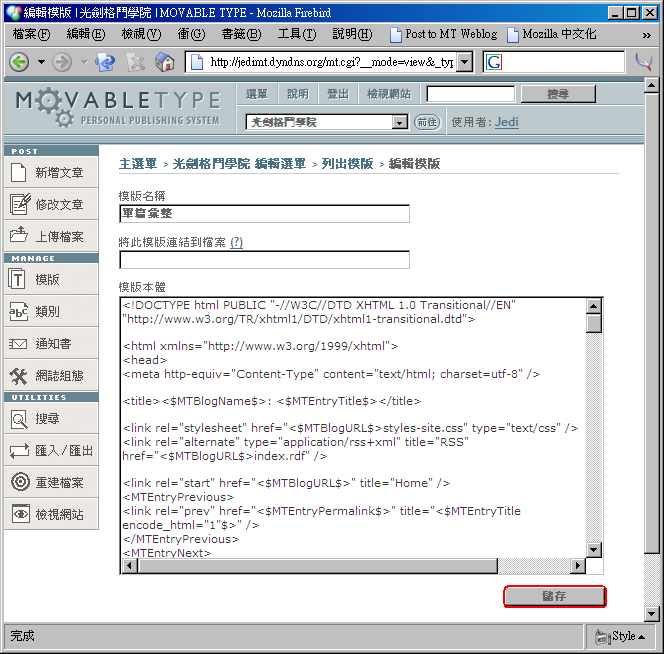 編輯模版 | 光劍格鬥學院 | MOVABLE TYPE - Mozilla Firebird
檔案(F) 編輯(E) 檢視(V) 衝(G) 書籤(B) 工具(T) 說明(H) Post to MT Weblog Mozilla 中文化 »
http://jedimt.dyndns.org/mt.cgi?__mode=view&_typ
G
MOVABLETYPE
PERSONAL PUBLISHING SYSTEM
選單 說明 登出 檢視網站 搜尋
光劍格鬥學院 前往 使用者: Jedi
POST
新增文章
修改文章
上傳檔案
MANAGE
模版
類別
通知書
網誌組態
UTILITIES
搜尋
匯入 / 匯出
重建檔案
檢視網站
主選單 > 光劍格鬥學院 編輯選單 > 列出模版 > 編輯模版
模版名稱
單篇彙整
將此模版連結到檔案 (?)
模版本體
<!DOCTYPE html PUBLIC "-//W3C//DTD XHTML 1.0 Transitional//EN"
"http://www.w3.org/TR/xhtml1/DTD/xhtml1-transitional.dtd">
<html xmlns="http://www.w3.org/1999/xhtml">
<head>
<meta http-equiv="Content-Type" content="text/html; charset=utf-8" />
<title><$MTBlogName$>: <$MTEntryTitle$></title>
<link rel="stylesheet" href="<$MTBlogURL$>styles-site.css" type="text/css" />
<link rel="alternate" type="application/rss+xml" title="RSS"
href="<$MTBlogURL$>index.rdf" />
<link rel="start" href="<$MTBlogURL$>" title="Home" />
<MTEntryPrevious>
<link rel="prev" href="<$MTEntryPermalink$>" title="<$MTEntryTitle
encode_html="1"$>" />
</MTEntryPrevious>
<MTEntryNext>
儲存
完成
Style